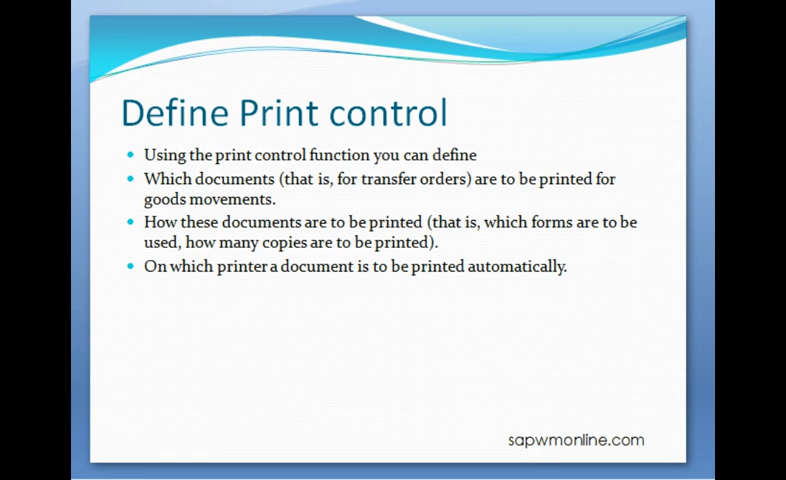 Define Print control
Using the print control function you can define
Which documents (that is, for transfer orders) are to be printed for
goods movements.
How these documents are to be printed (that is, which forms are to be
used, how many copies are to be printed).
On which printer a document is to be printed automatically.
sapwmonline.com